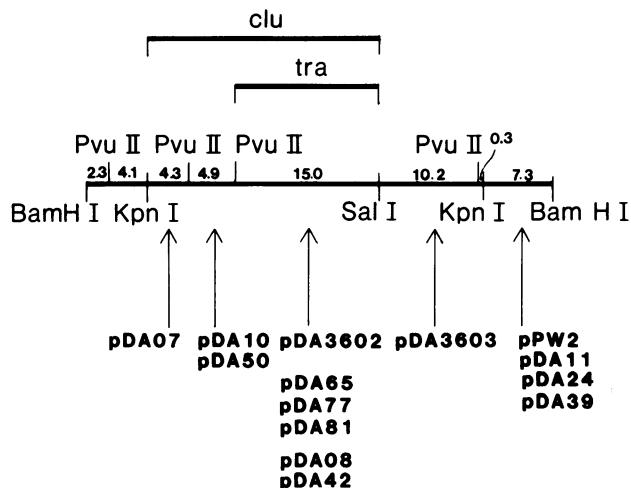 clu
tra
Pvu II Pvu II Pvu II Pvu II 0.3
2.3 4.1 4.3 4.9 15.0 10.2 7.3
BamH I Kpn I Sal I Kpn I Bam H I
pDA07 pDA10 pDA3602 pDA3603 pPW2
pDA50 pDA11
pDA65 pDA24
pDA77 pDA39
pDA81
pDA08
pDA42